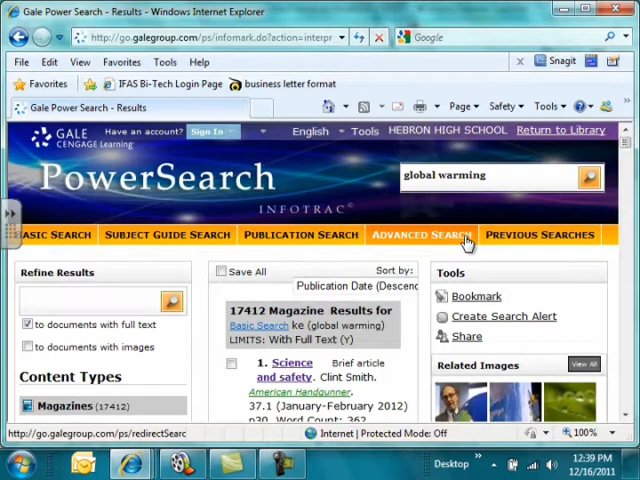 Gale Power Search - Results - Windows Internet Explorer
http://go.galegroup.com/ps/infomark.do?action=interpr
Google
File Edit View Favorites Tools Help
Snagit
Favorites IFAS Bi-Tech Login Page business letter format
Gale Power Search - Results
Page Safety Tools
GALE
CENGAGE Learning
Have an account? Sign In English Tools HEBRON HIGH SCHOOL Return to Library
PowerSearch
INFOTRAC®
global warming
BASIC SEARCH SUBJECT GUIDE SEARCH PUBLICATION SEARCH ADVANCED SEARCH PREVIOUS SEARCHES
Refine Results
to documents with full text
to documents with images
Content Types
Magazines (17412)
Save All Sort by:
Publication Date (Descenc
17412 Magazine Results for
Basic Search ke (global warming)
LIMITS: With Full Text (Y)
1. Science Brief article
and safety. Clint Smith.
American Handgunner.
37.1 (January-February 2012)
p30. Word Count: 1342.
Tools
Bookmark
Create Search Alert
Share
Related Images View All
http://go.galegroup.com/ps/redirectSearc
Internet | Protected Mode: Off
100%
Desktop
12:39 PM
12/16/2011